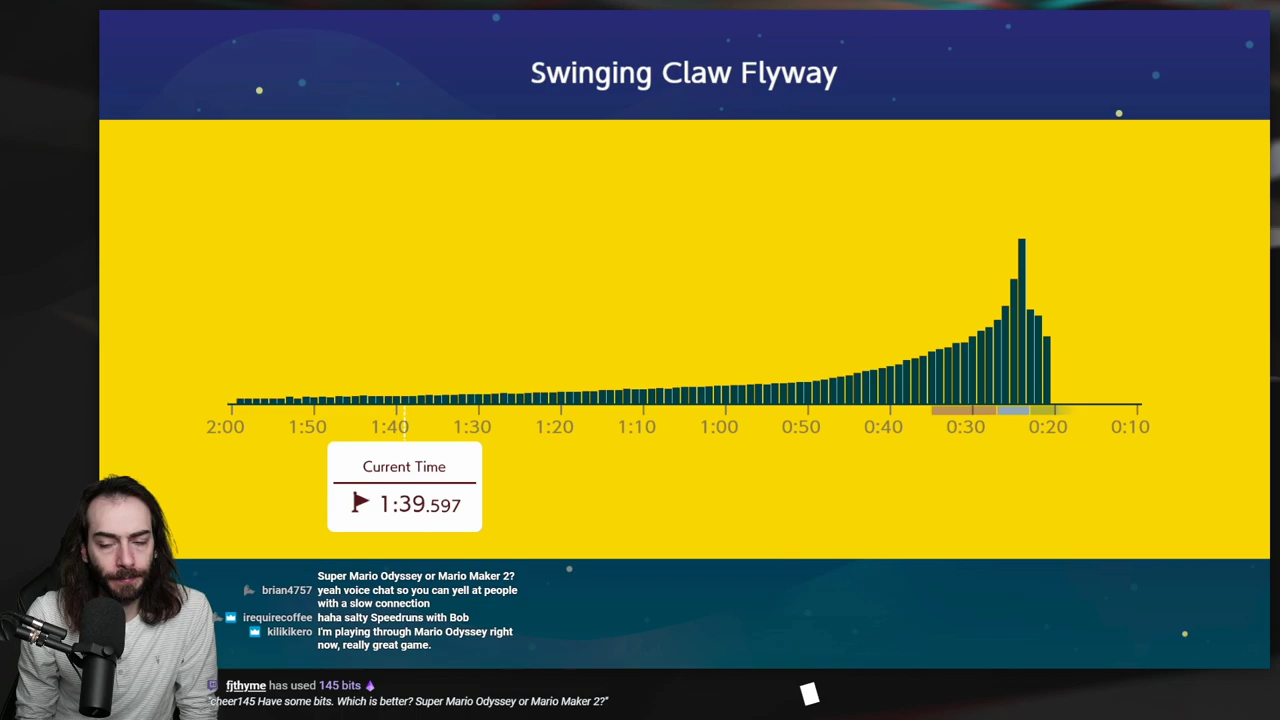 Swinging Claw Flyway
2:00 1:50 1:40 1:30 1:20 1:10 1:00 0:50 0:40 0:30 0:20 0:10
Current Time
1:39.597
Super Mario Odyssey or Mario Maker 2?
brian4757 yeah voice chat so you can yell at people
with a slow connection
irequirecoffee haha salty Speedruns with Bob
kilikikero I'm playing through Mario Odyssey right
now, really great game.
fjthyme has used 145 bits
"cheer145 Have some bits. Which is better? Super Mario Odyssey or Mario Maker 2?"